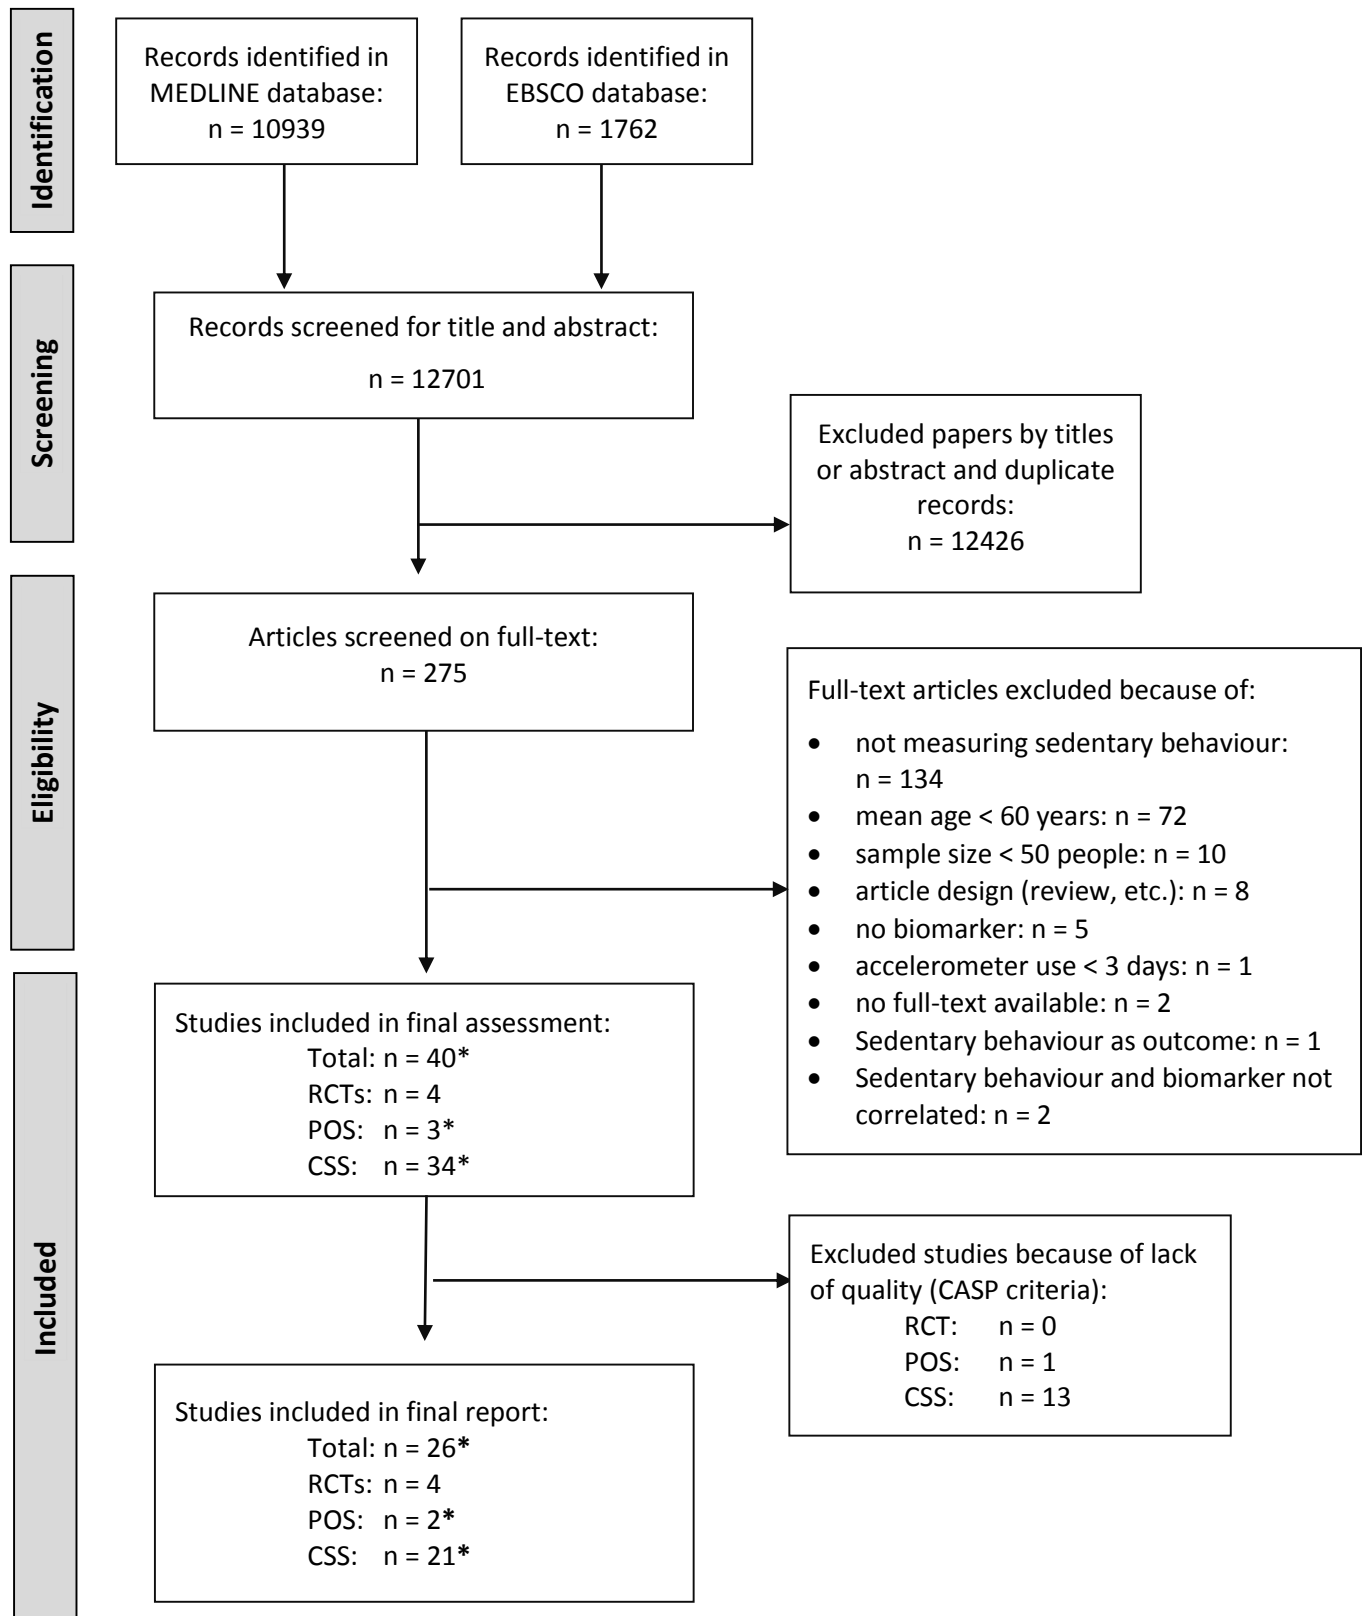 Identification
Records identified in
MEDLINE database:
n = 10939
Records identified in
EBSCO database:
n = 1762
Screening
Records screened for title and abstract:
n = 12701
Excluded papers by titles
or abstract and duplicate
records:
n = 12426
Eligibility
Articles screened on full-text:
n = 275
Full-text articles excluded because of:
• not measuring sedentary behaviour:
n = 134
• mean age < 60 years: n = 72
• sample size < 50 people: n = 10
• article design (review, etc.): n = 8
• no biomarker: n = 5
• accelerometer use < 3 days: n = 1
• no full-text available: n = 2
• Sedentary behaviour as outcome: n = 1
• Sedentary behaviour and biomarker not
correlated: n = 2
Included
Studies included in final assessment:
Total: n = 40*
RCTs: n = 4
POS: n = 3*
CSS: n = 34*
Excluded studies because of lack
of quality (CASP criteria):
RCT: n = 0
POS: n = 1
CSS: n = 13
Studies included in final report:
Total: n = 26*
RCTs: n = 4
POS: n = 2*
CSS: n = 21*